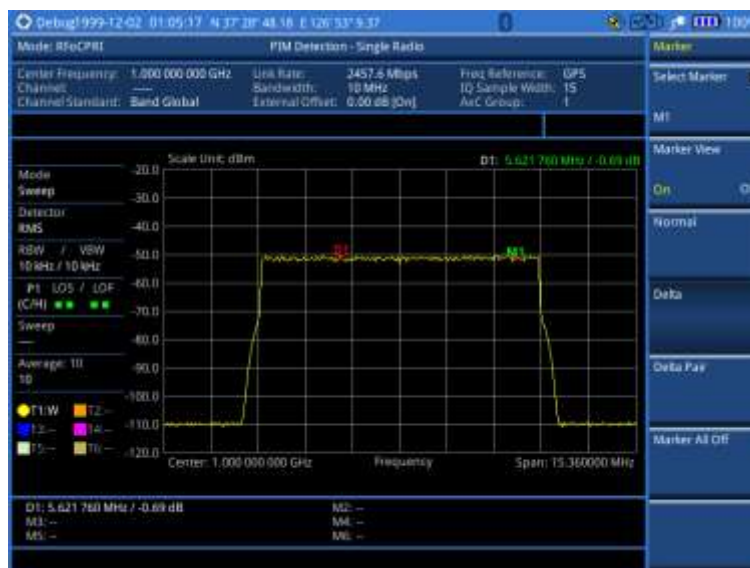 Debug1999-12-02 01:05:17 N 37° 28" 48.18 E 126° 53" 9.37
Mode: RFoCPRI
PIM Detection - Single Radio
Marker
Center Frequency: 1.000 000 000 GHz
Link Rate: 2457.6 Mbps
Freq Reference: GPS
Channel: ----
Bandwidth: 10 MHz
IQ Sample Width: 15
Channel Standard: Band Global
External Offset: 0.00 dB [On]
AxC Group: 1
Select Marker
M1
Marker View
On
Normal
Delta
Delta Pair
Marker All Off
Scale Unit: dBm
D1: 5.621 760 MHz / -0.69 dB
Mode
Sweep
Detector
RMS
RBW / VBW
10 kHz / 10 kHz
P1 LOS / LOF
(C/H)
Sweep
---
Average: 10
10
T1:W T2:--
T3:-- T4:--
T5:-- T6:--
-20.0
-30.0
-40.0
-50.0
-60.0
-70.0
-80.0
-90.0
-100.0
-110.0
-120.0
D1
M1
Center: 1.000 000 000 GHz
Frequency
Span: 15.360000 MHz
D1: 5.621 760 MHz / -0.69 dB
M2: --
M3: --
M4: --
M5: --
M6: --